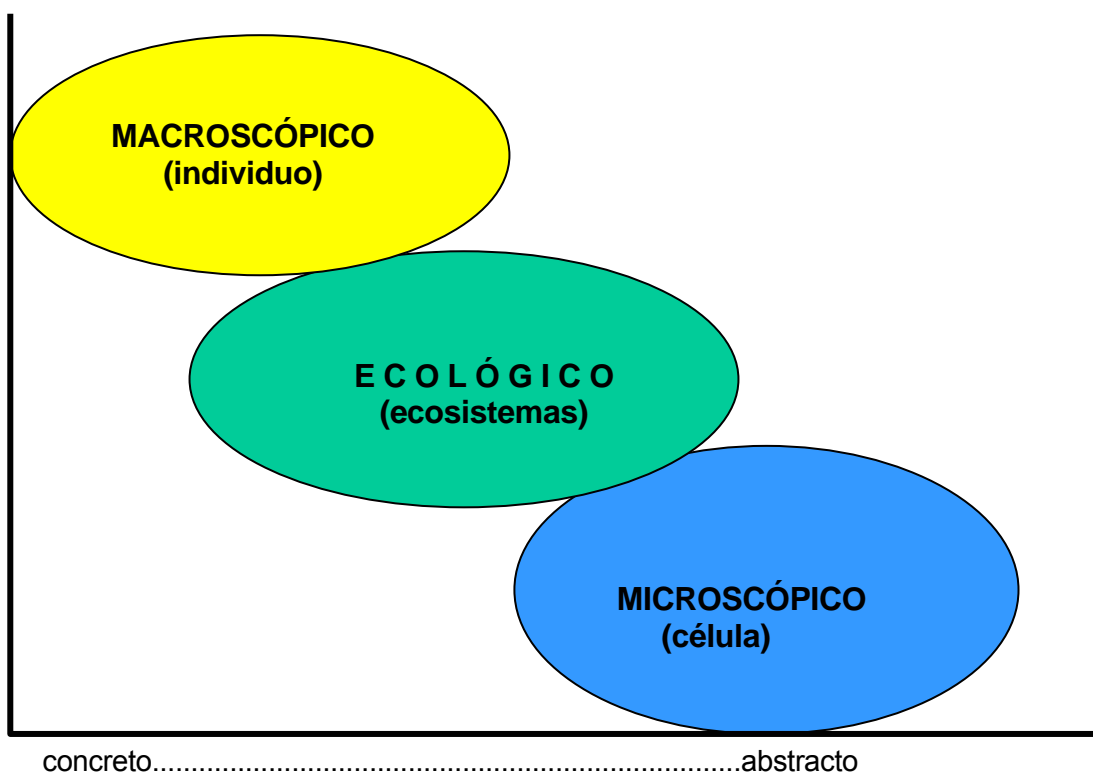 MACROSCÓPICO
(individuo)
E C O L Ó G I C O
(ecosistemas)
MICROSCÓPICO
(célula)
concreto.....................................................................abstracto